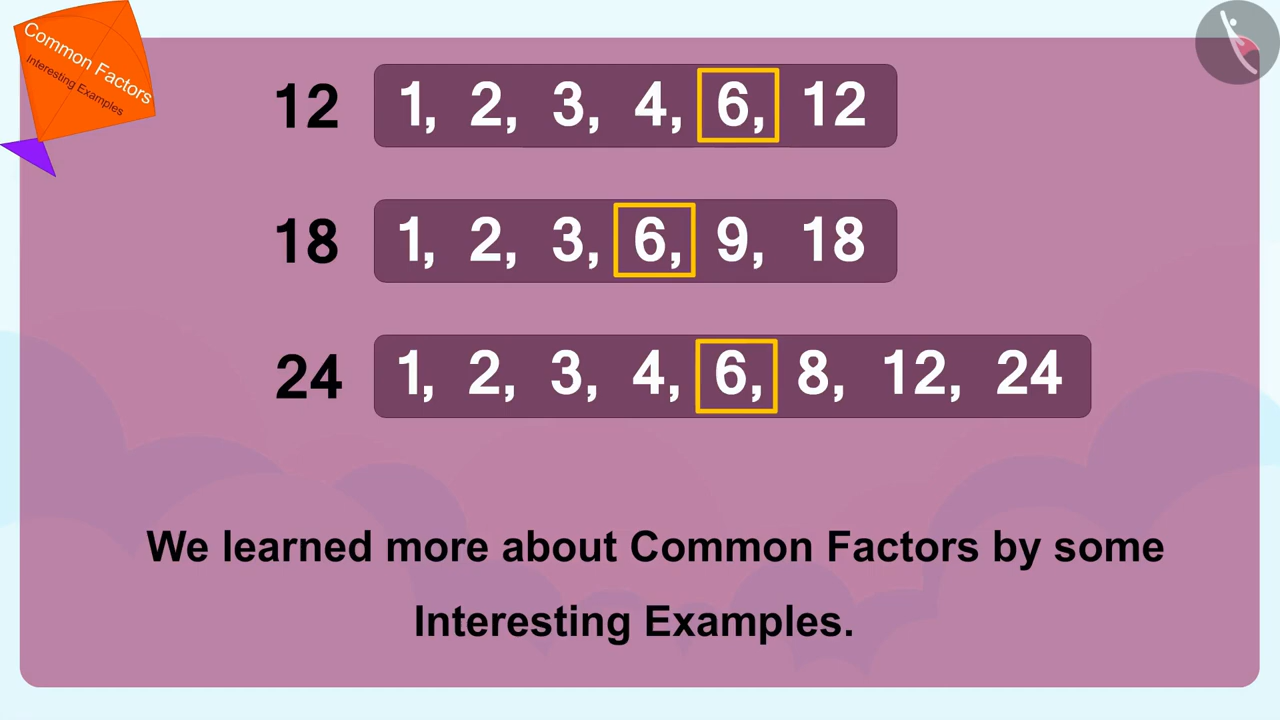 Common Factors
Interesting Examples
12 1, 2, 3, 4, 6, 12
18 1, 2, 3, 6, 9, 18
24 1, 2, 3, 4, 6, 8, 12, 24
We learned more about Common Factors by some
Interesting Examples.